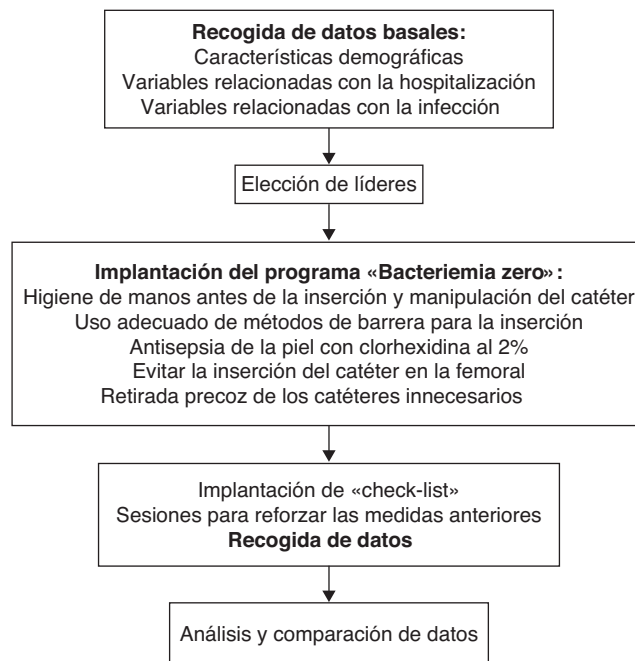 Recogida de datos basales:
Características demográficas
Variables relacionadas con la hospitalización
Variables relacionadas con la infección
Elección de líderes
Implantación del programa «Bacteriemia zero»:
Higiene de manos antes de la inserción y manipulación del catéter
Uso adecuado de métodos de barrera para la inserción
Antisepsia de la piel con clorhexidina al 2%
Evitar la inserción del catéter en la femoral
Retirada precoz de los catéteres innecesarios
Implantación de «check-list»
Sesiones para reforzar las medidas anteriores
Recogida de datos
Análisis y comparación de datos